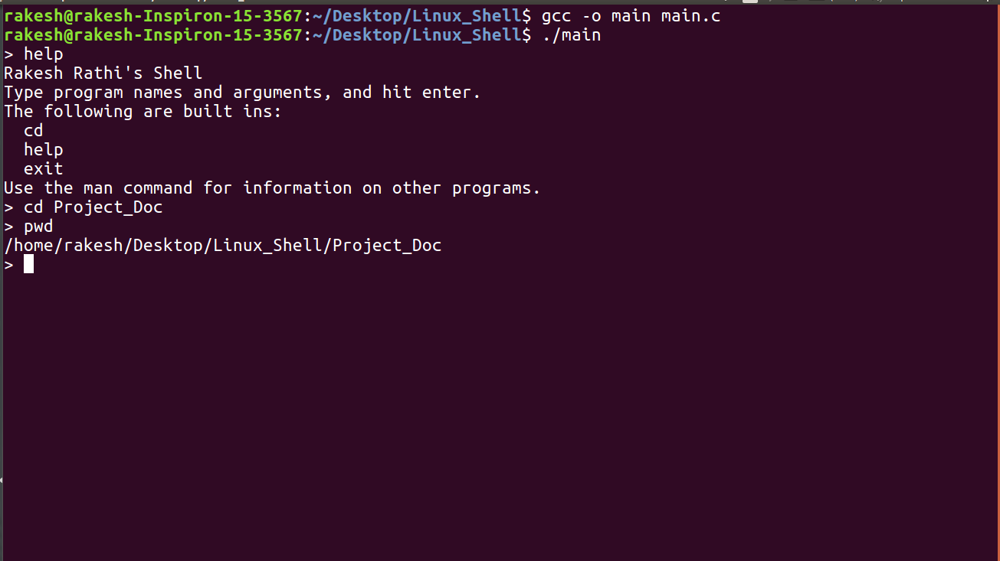 rakesh@rakesh-Inspiron-15-3567:~/Desktop/Linux_Shell$ gcc -o main main.c
rakesh@rakesh-Inspiron-15-3567:~/Desktop/Linux_Shell$ ./main
> help
Rakesh Rathi's Shell
Type program names and arguments, and hit enter.
The following are built ins:
  cd
  help
  exit
Use the man command for information on other programs.
> cd Project_Doc
> pwd
/home/rakesh/Desktop/Linux_Shell/Project_Doc
>